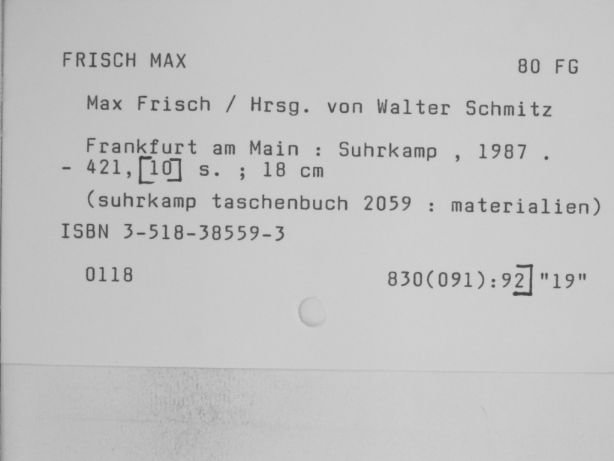 FRISCH MAX
80 FG
Max Frisch / Hrsg. von Walter Schmitz
Frankfurt am Main : Suhrkamp , 1987 .
- 421,[10] s. ; 18 cm
(suhrkamp taschenbuch 2059 : materialien)
ISBN 3-518-38559-3
0118
830(091):92]"19"